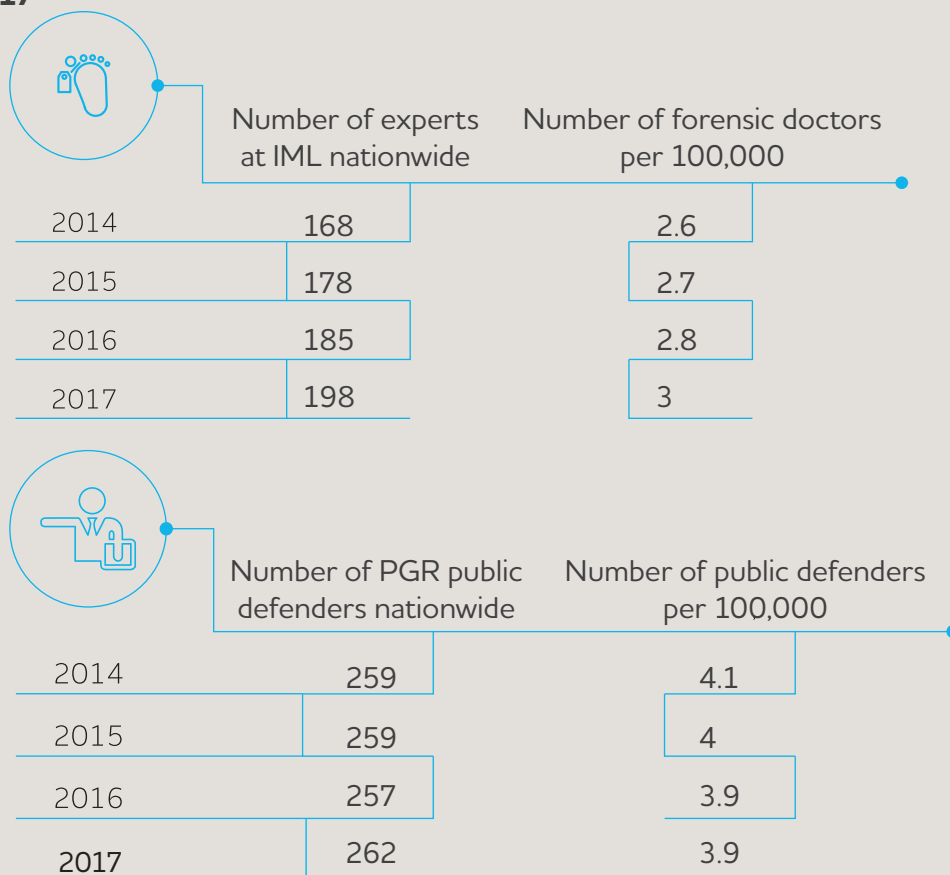 Number of experts Number of forensic doctors
at IML nationwide per 100,000
2014 168 2.6
2015 178 2.7
2016 185 2.8
2017 198 3
Number of PGR public Number of public defenders
defenders nationwide per 100,000
2014 259 4.1
2015 259 4
2016 257 3.9
2017 262 3.9